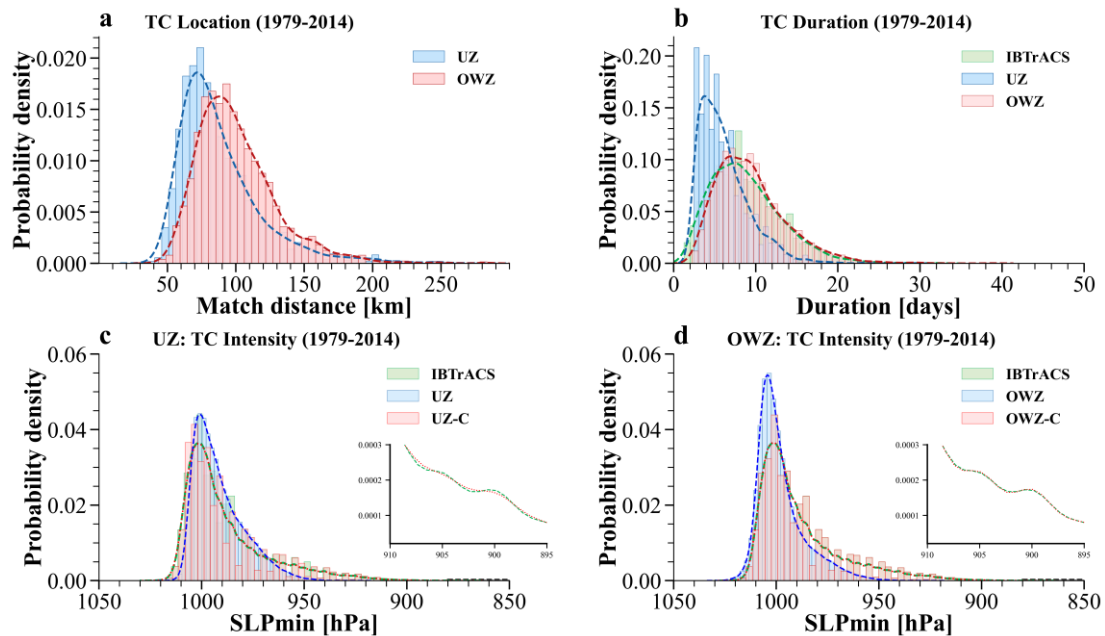 a TC Location (1979-2014)
0.020
0.015
0.010
0.005
0.000
Probability density
UZ
OWZ
50 100 150 200 250
Match distance [km]
b TC Duration (1979-2014)
0.20
0.15
0.10
0.05
0.00
Probability density
IBTrACS
UZ
OWZ
0 10 20 30 40 50
Duration [days]
c UZ: TC Intensity (1979-2014)
0.06
0.04
0.02
0.00
Probability density
IBTrACS
UZ
UZ-C
0.0003
0.0002
0.0001
910 905 900 895
1050 1000 950 900 850
SLPmin [hPa]
d OWZ: TC Intensity (1979-2014)
0.06
0.04
0.02
0.00
Probability density
IBTrACS
OWZ
OWZ-C
0.0003
0.0002
0.0001
910 905 900 895
1050 1000 950 900 850
SLPmin [hPa]